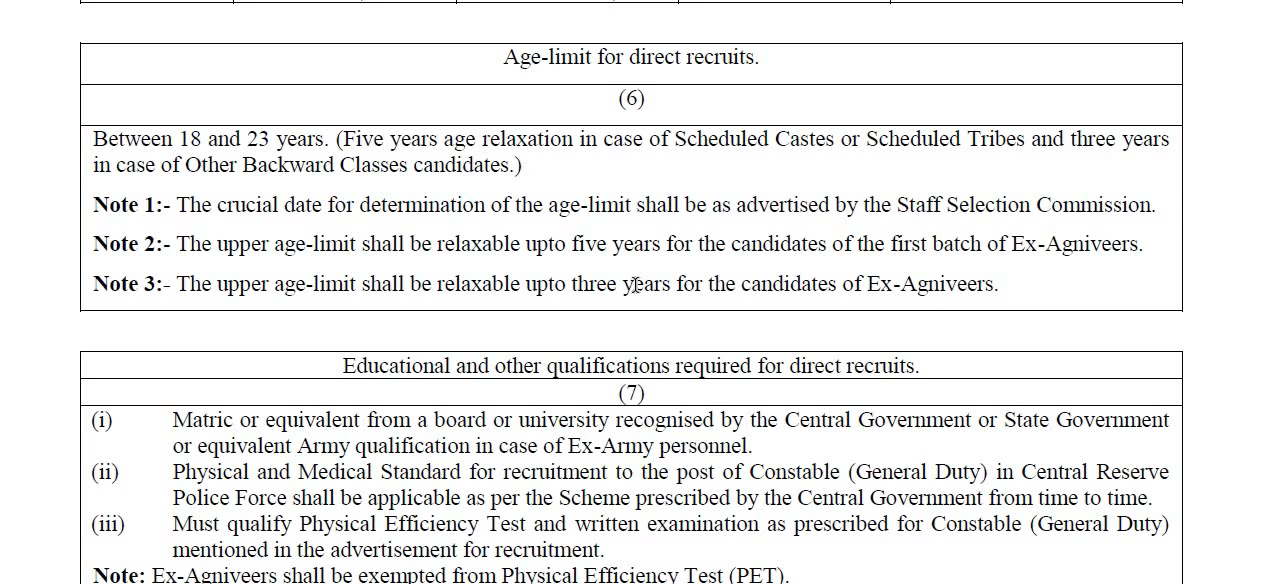 Age-limit for direct recruits.
(6)
Between 18 and 23 years. (Five years age relaxation in case of Scheduled Castes or Scheduled Tribes and three years
in case of Other Backward Classes candidates.)
Note 1:- The crucial date for determination of the age-limit shall be as advertised by the Staff Selection Commission.
Note 2:- The upper age-limit shall be relaxable upto five years for the candidates of the first batch of Ex-Agniveers.
Note 3:- The upper age-limit shall be relaxable upto three years for the candidates of Ex-Agniveers.
Educational and other qualifications required for direct recruits.
(7)
(i) Matric or equivalent from a board or university recognised by the Central Government or State Government
or equivalent Army qualification in case of Ex-Army personnel.
(ii) Physical and Medical Standard for recruitment to the post of Constable (General Duty) in Central Reserve
Police Force shall be applicable as per the Scheme prescribed by the Central Government from time to time.
(iii) Must qualify Physical Efficiency Test and written examination as prescribed for Constable (General Duty)
mentioned in the advertisement for recruitment.
Note: Ex-Agniveers shall be exempted from Physical Efficiency Test (PET).